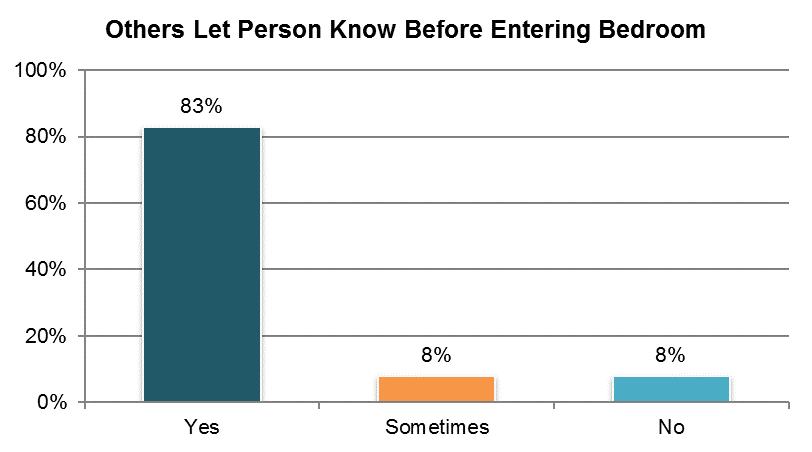 Others Let Person Know Before Entering Bedroom
100%
83%
80%
60%
40%
20%
8%
8%
0%
Yes
Sometimes
No